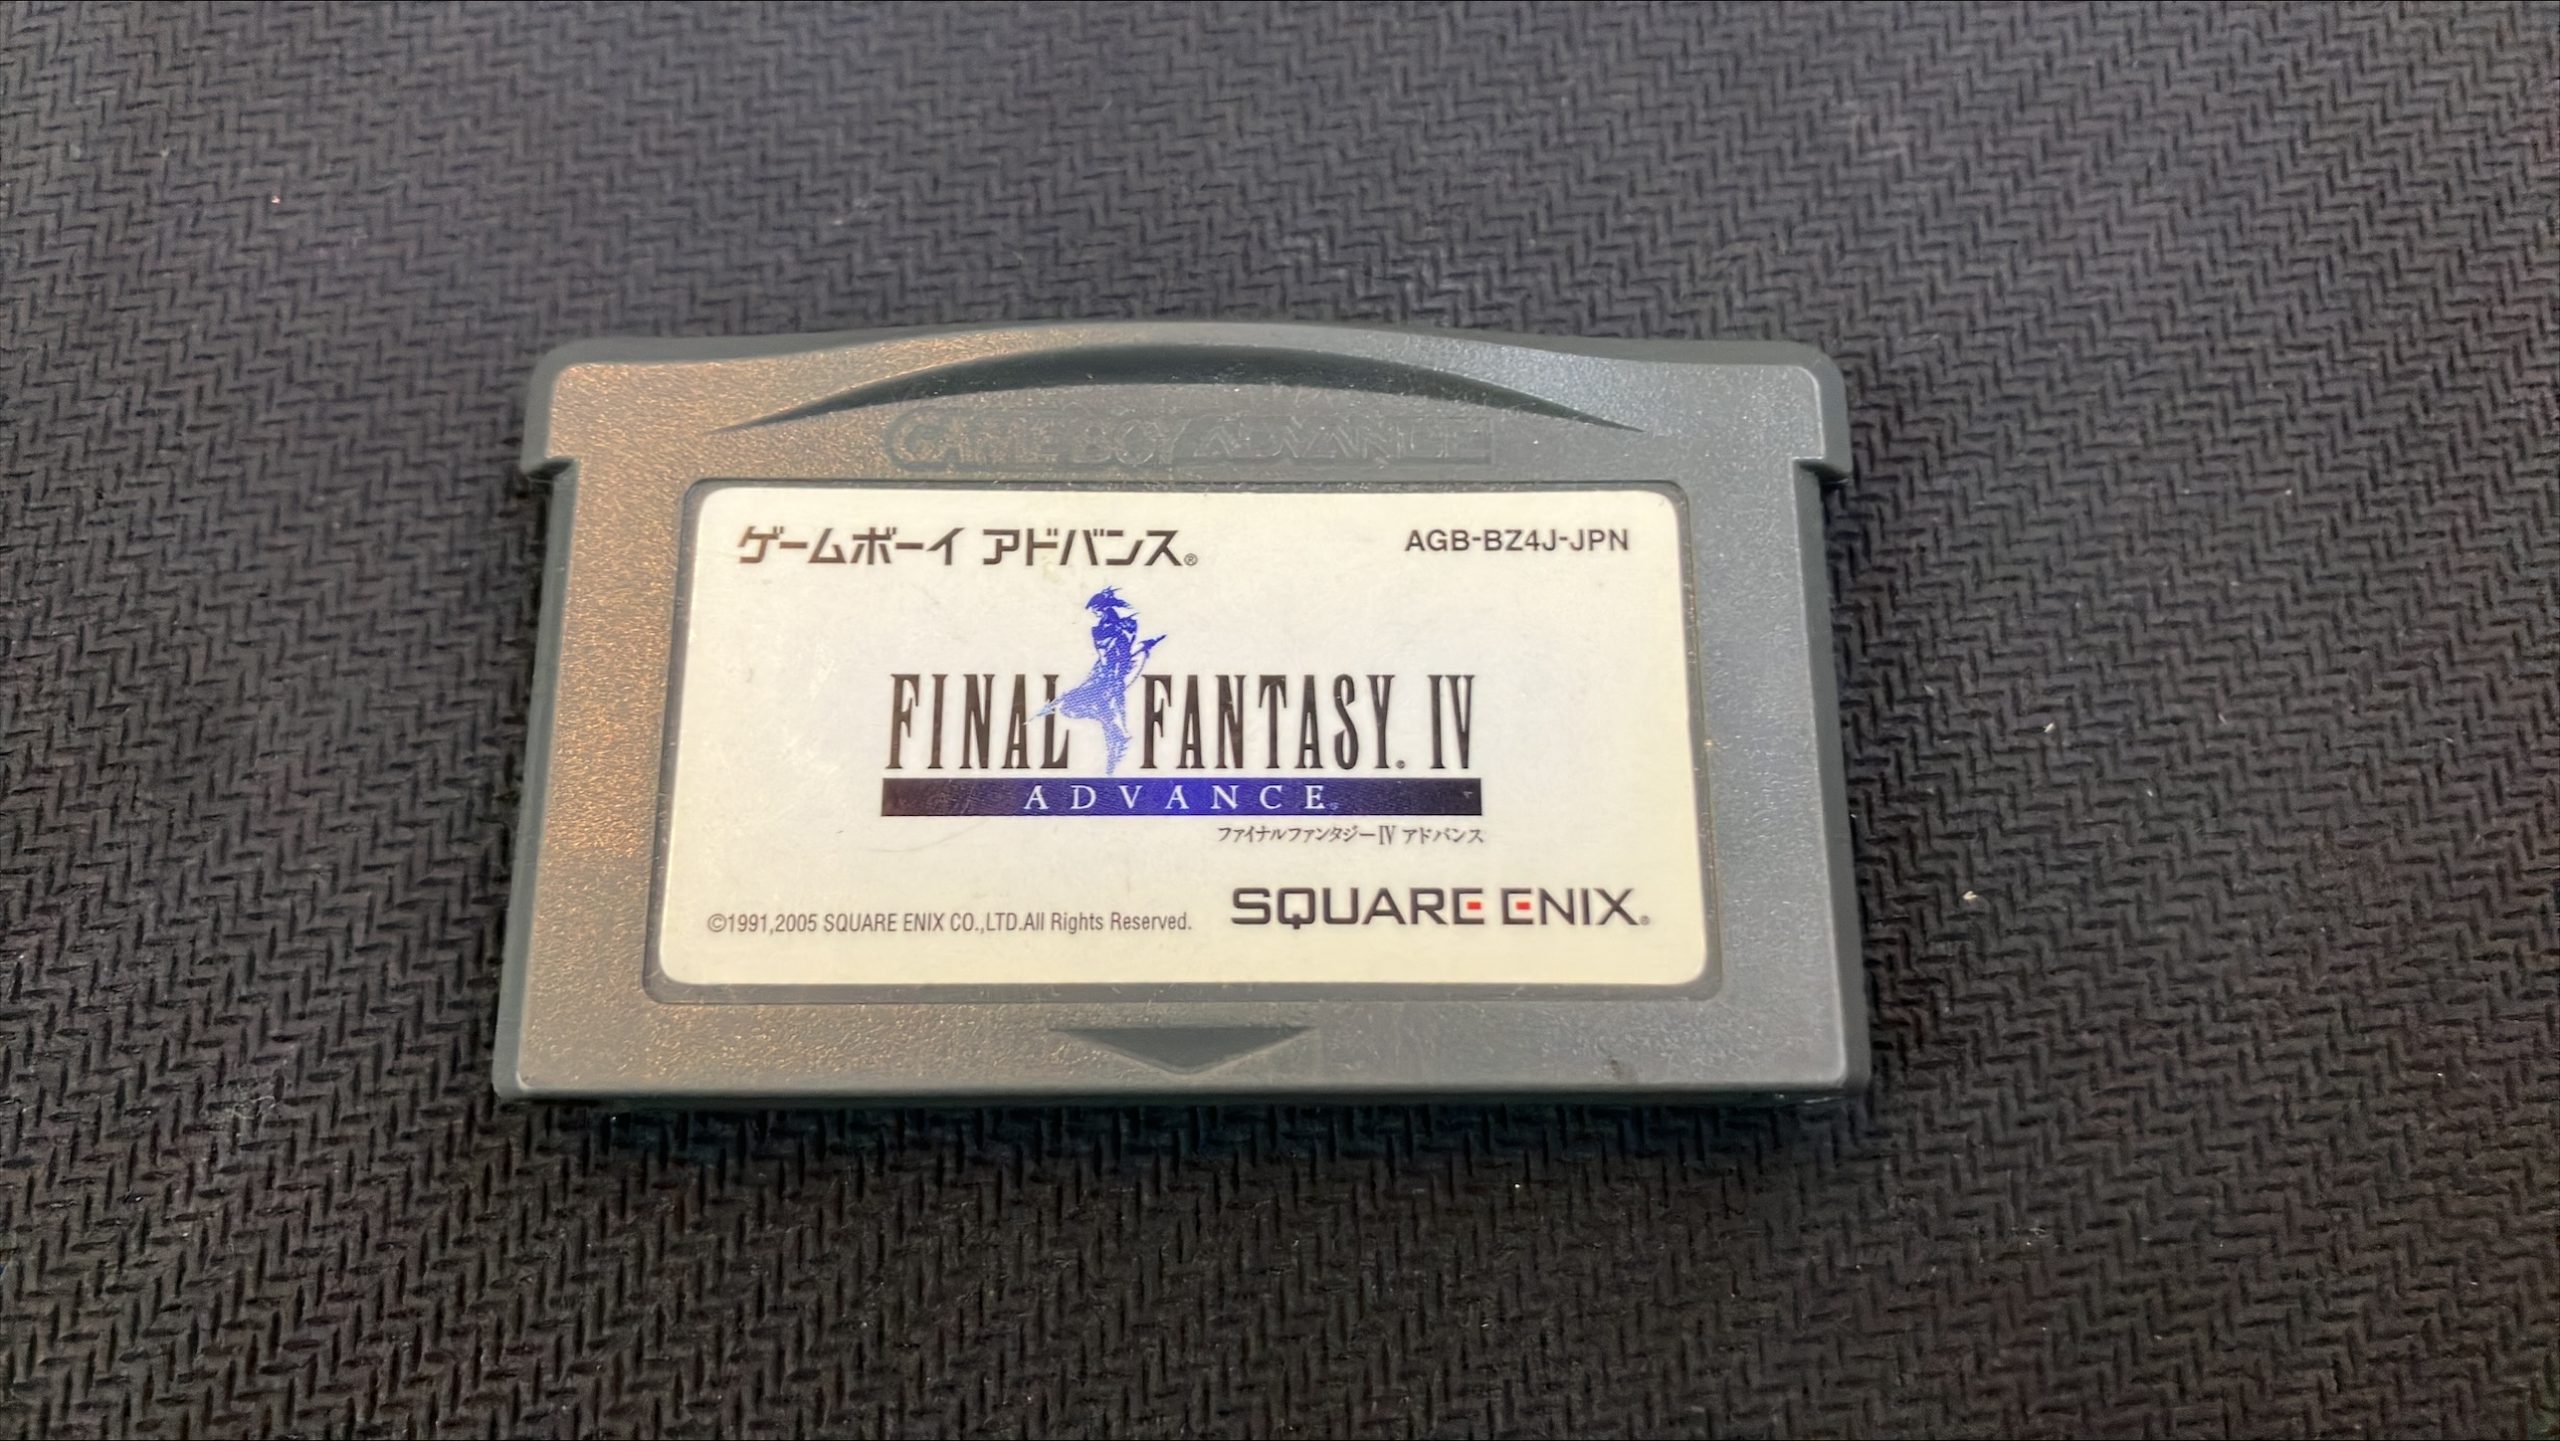 GAME BOY ADVANCE
ゲームボーイ アドバンス®
AGB-BZ4J-JPN
FINAL FANTASY® IV
ADVANCE
ファイナルファンタジーIV アドバンス
©1991,2005 SQUARE ENIX CO.,LTD.All Rights Reserved.
SQUARE ENIX®